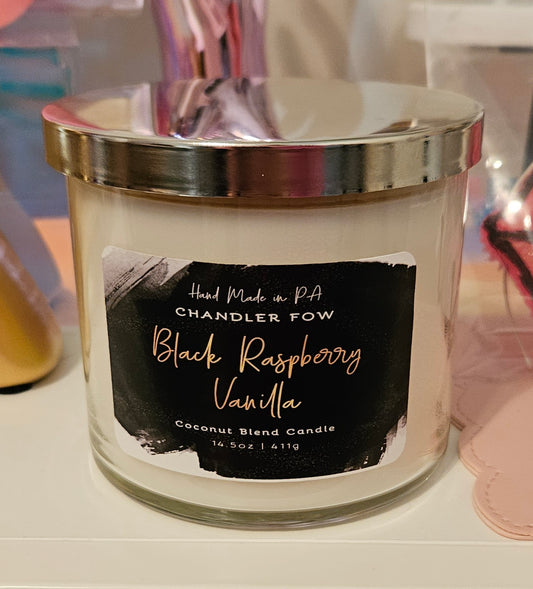 Hand Made in PA
CHANDLER FOW
Black Raspberry
Vanilla
Coconut Blend Candle
14.5oz | 411g